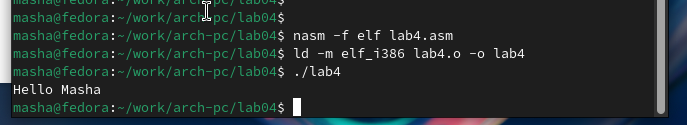 masha@fedora:~/work/arch-pc/lab04$
masha@fedora:~/work/arch-pc/lab04$
masha@fedora:~/work/arch-pc/lab04$ nasm -f elf lab4.asm
masha@fedora:~/work/arch-pc/lab04$ ld -m elf_i386 lab4.o -o lab4
masha@fedora:~/work/arch-pc/lab04$ ./lab4
Hello Masha
masha@fedora:~/work/arch-pc/lab04$